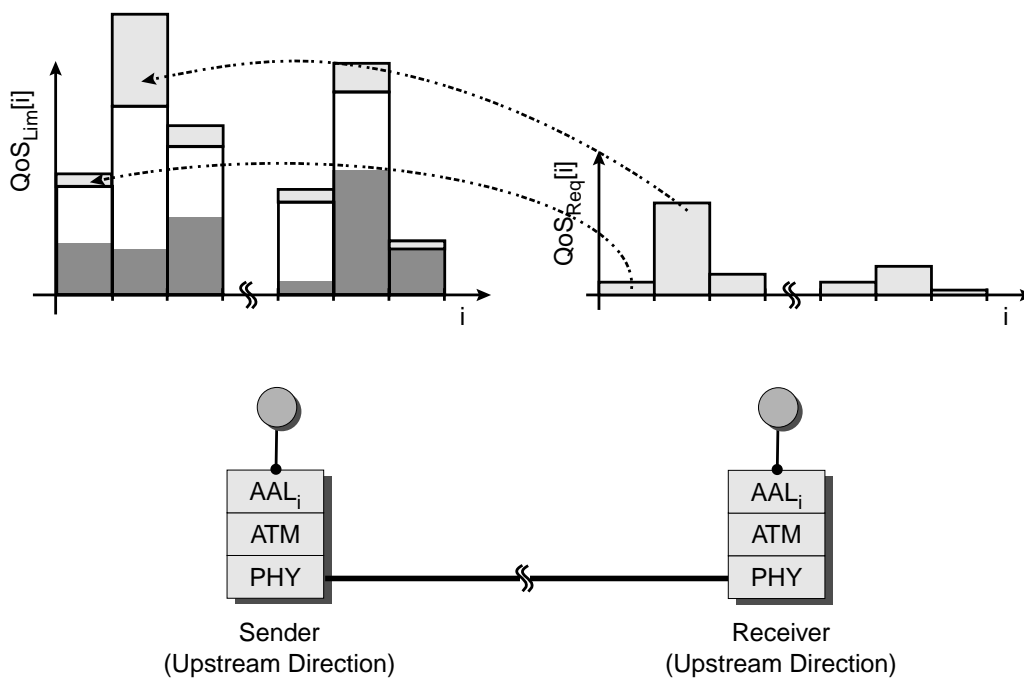 QoS_Lim[i]
i
QoS_Req[i]
i
AAL_i
ATM
PHY
AAL_i
ATM
PHY
Sender
(Upstream Direction)
Receiver
(Upstream Direction)